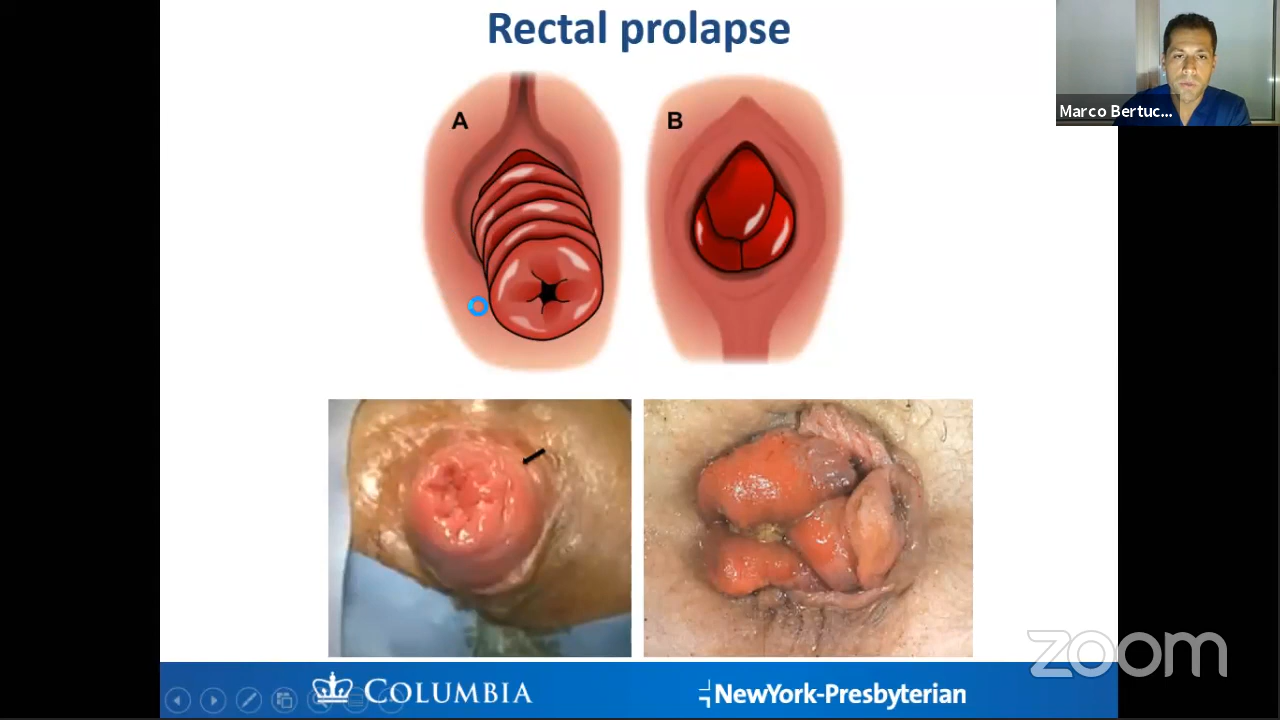 Rectal prolapse
Marco Bertuc...
A
B
zoom
COLUMBIA
NewYork-Presbyterian